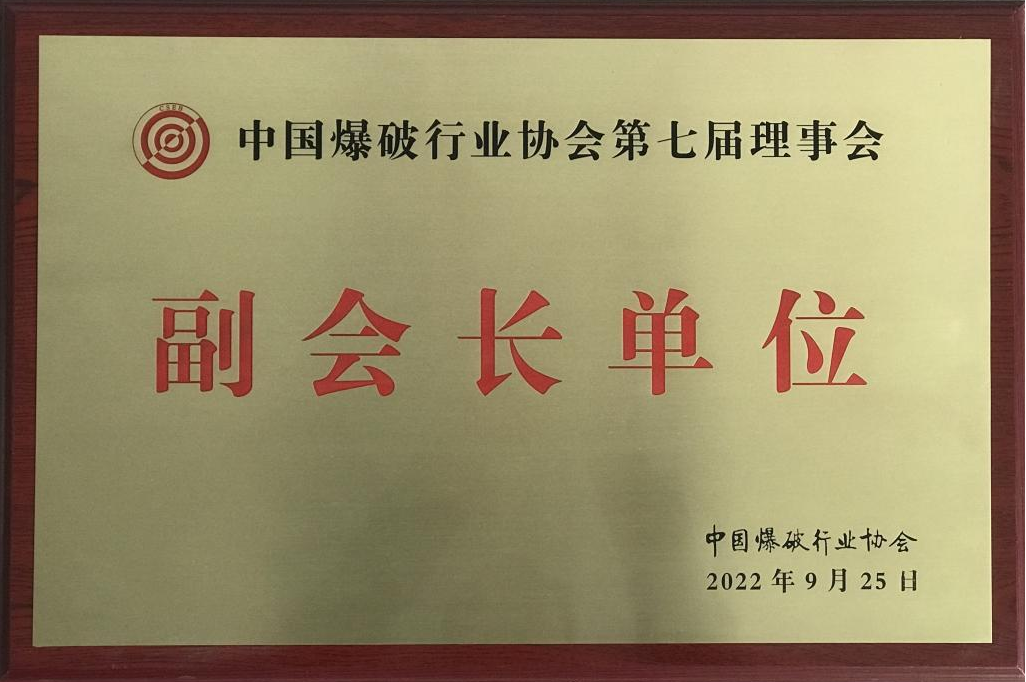 CSEB
中国爆破行业协会第七届理事会
副会长单位
中国爆破行业协会
2022年9月25日